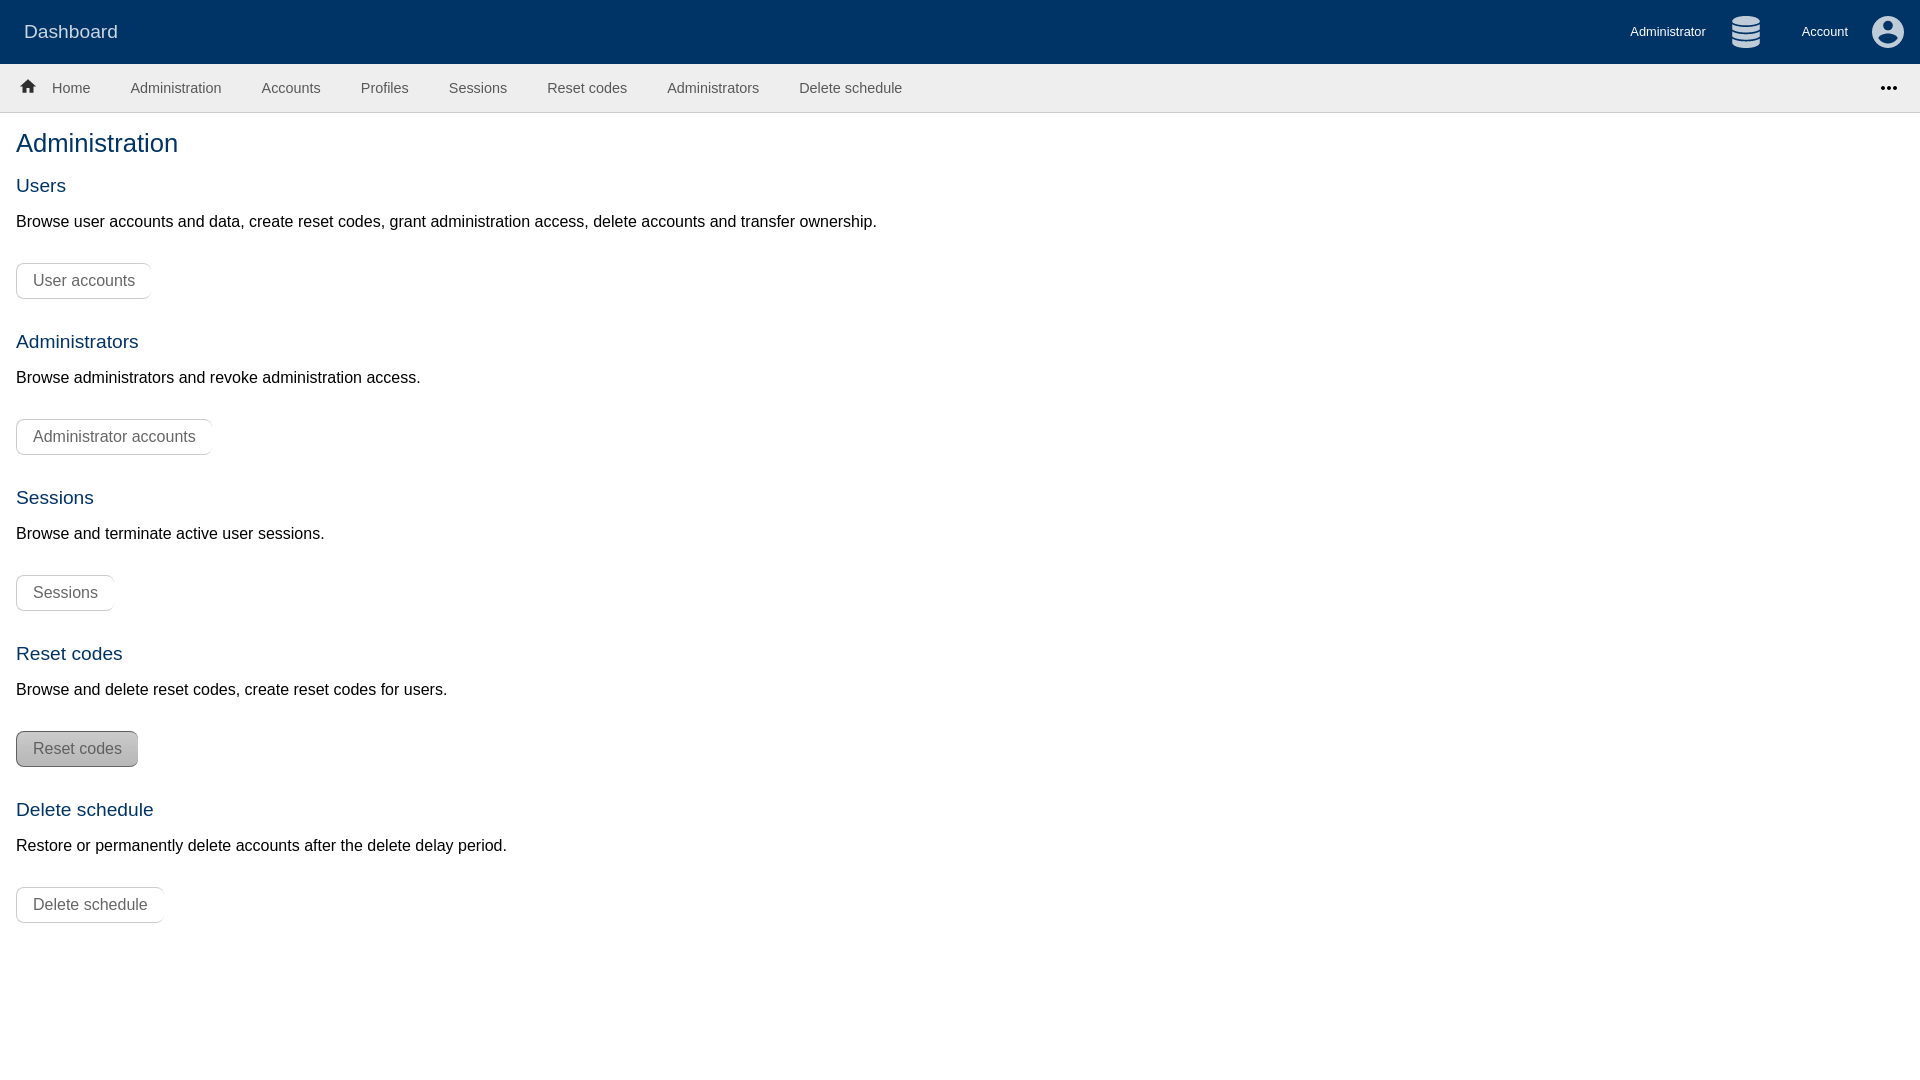 Dashboard
Administrator
Account
Home
Administration
Accounts
Profiles
Sessions
Reset codes
Administrators
Delete schedule
Administration
Users
Browse user accounts and data, create reset codes, grant administration access, delete accounts and transfer ownership.
User accounts
Administrators
Browse administrators and revoke administration access.
Administrator accounts
Sessions
Browse and terminate active user sessions.
Sessions
Reset codes
Browse and delete reset codes, create reset codes for users.
Reset codes
Delete schedule
Restore or permanently delete accounts after the delete delay period.
Delete schedule